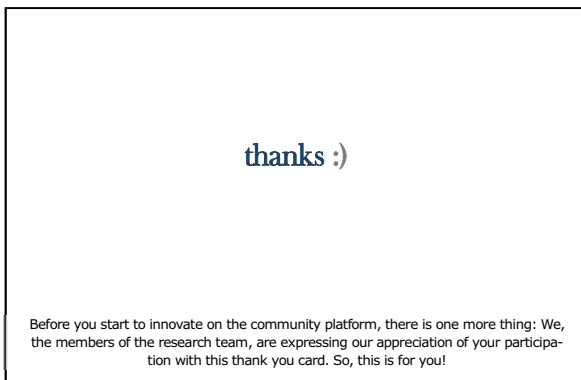 thanks :)
Before you start to innovate on the community platform, there is one more thing: We,
the members of the research team, are expressing our appreciation of your participa-
tion with this thank you card. So, this is for you!